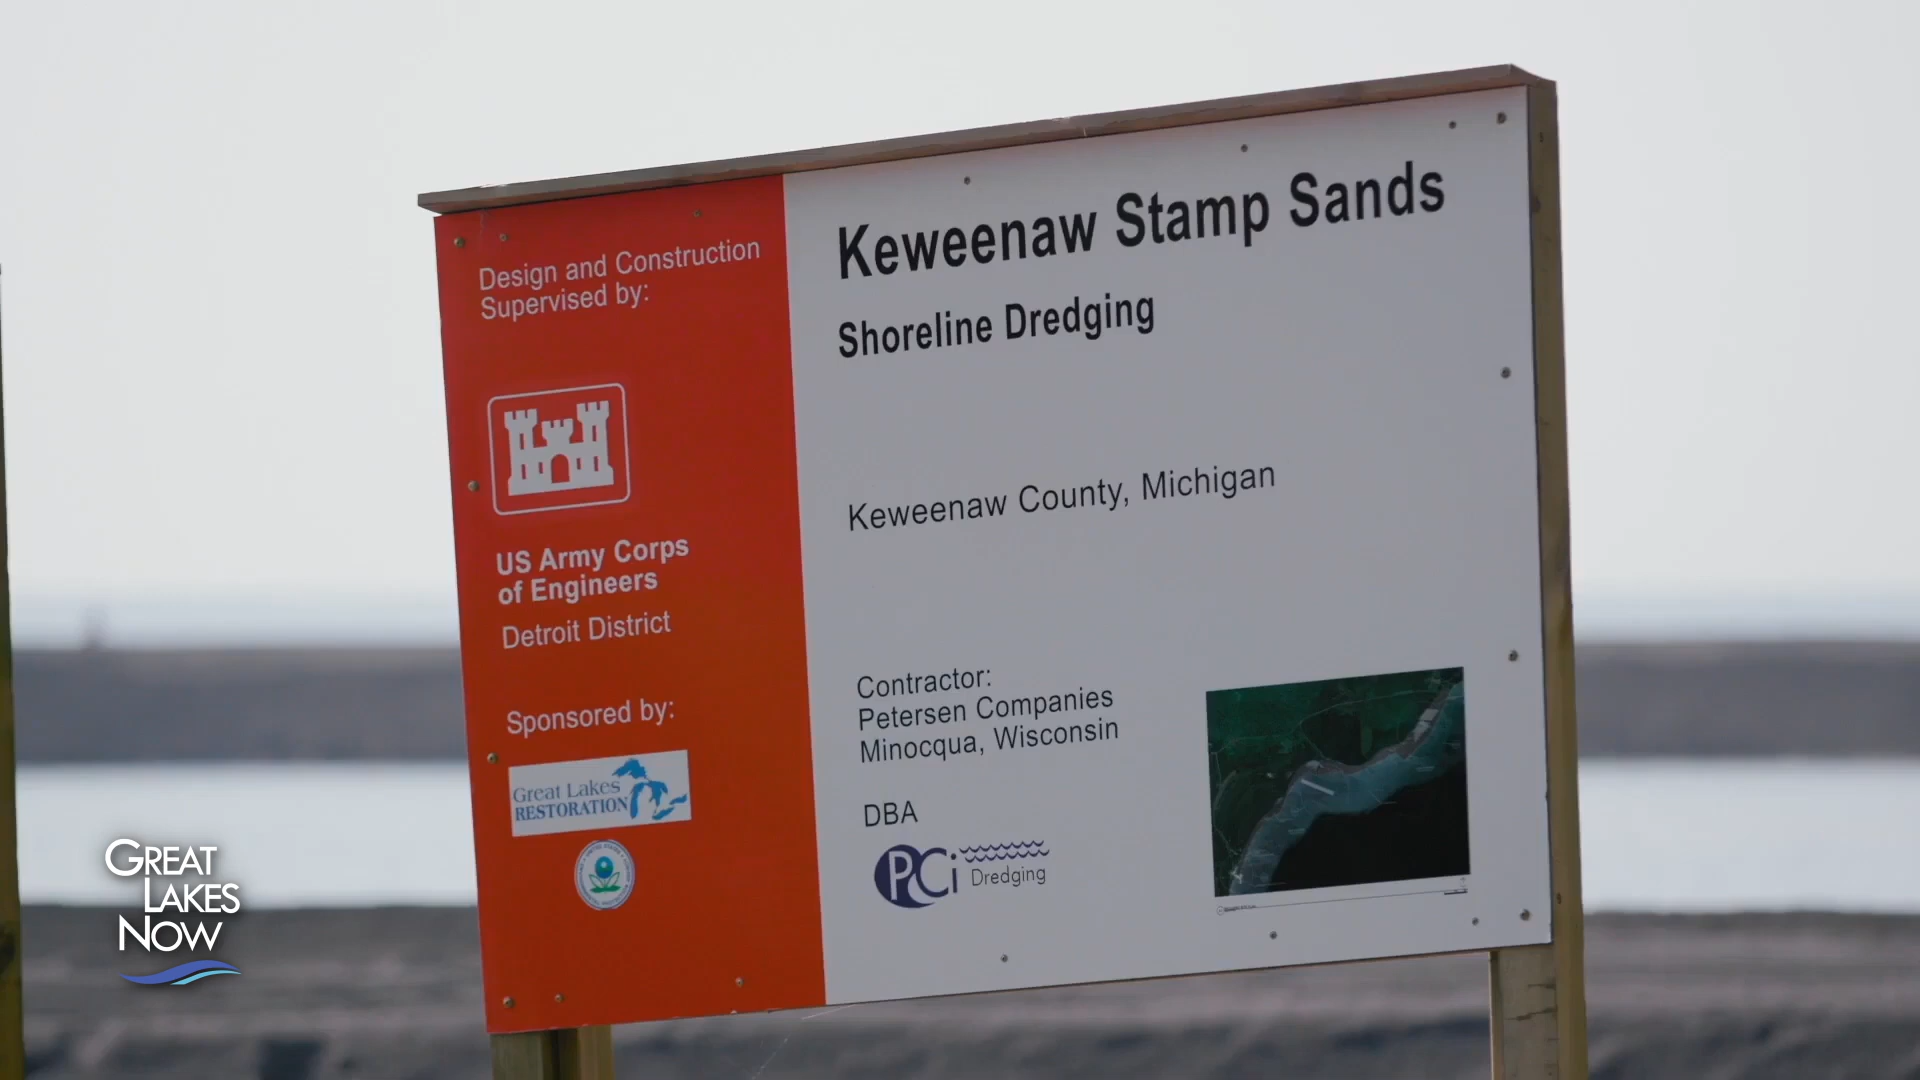 Design and Construction
Supervised by:
US Army Corps
of Engineers
Detroit District
Sponsored by:
Great Lakes
RESTORATION
Keweenaw Stamp Sands
Shoreline Dredging
Keweenaw County, Michigan
Contractor:
Petersen Companies
Minocqua, Wisconsin
DBA
PCi
Dredging
GREAT
LAKES
NOW